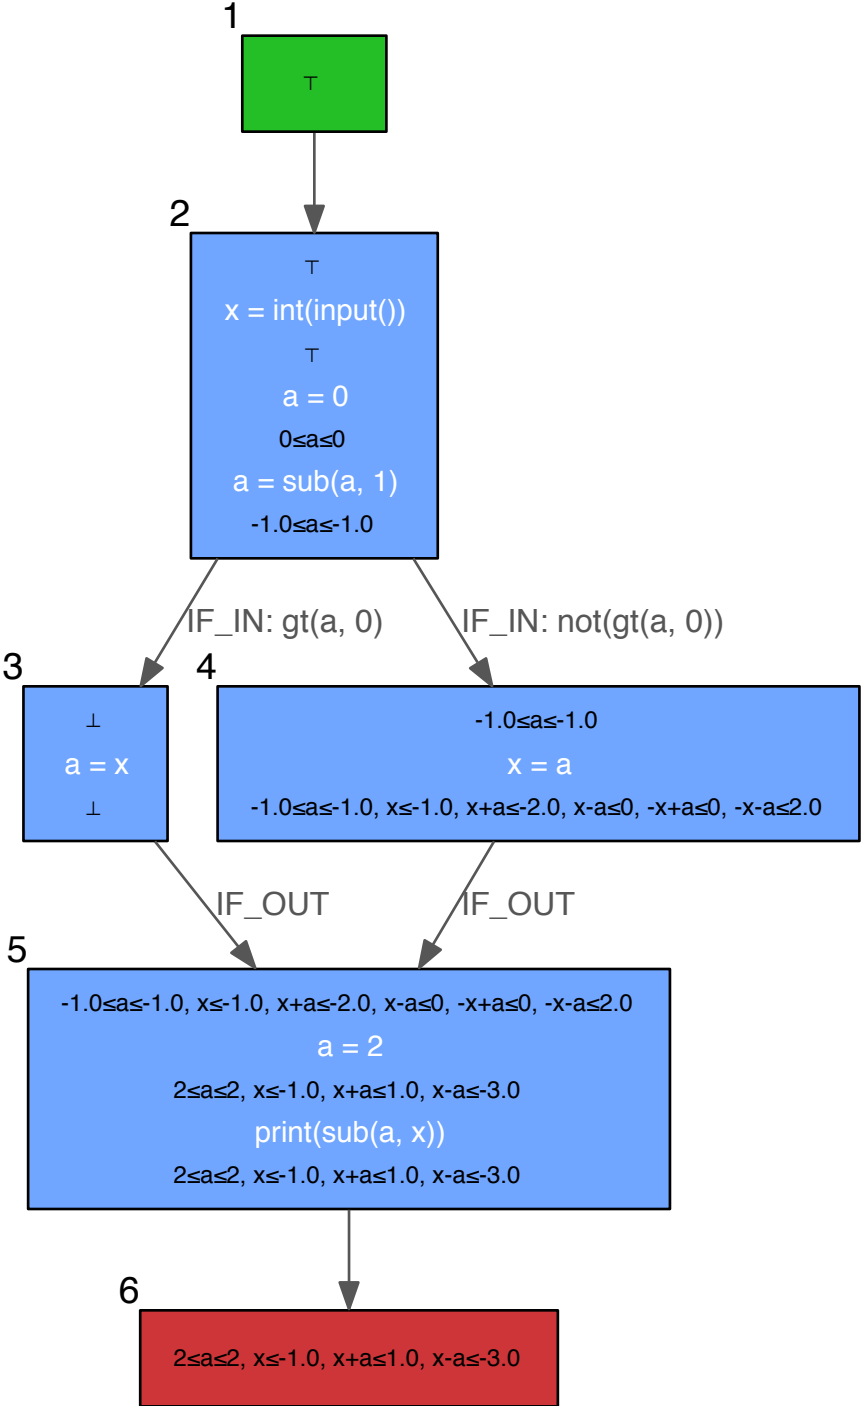 1
⊤
2
⊤
x = int(input())
⊤
a = 0
0≤a≤0
a = sub(a, 1)
-1.0≤a≤-1.0
IF_IN: gt(a, 0)
IF_IN: not(gt(a, 0))
3
⊥
a = x
⊥
4
-1.0≤a≤-1.0
x = a
-1.0≤a≤-1.0, x≤-1.0, x+a≤-2.0, x-a≤0, -x+a≤0, -x-a≤2.0
IF_OUT
IF_OUT
5
-1.0≤a≤-1.0, x≤-1.0, x+a≤-2.0, x-a≤0, -x+a≤0, -x-a≤2.0
a = 2
2≤a≤2, x≤-1.0, x+a≤1.0, x-a≤-3.0
print(sub(a, x))
2≤a≤2, x≤-1.0, x+a≤1.0, x-a≤-3.0
6
2≤a≤2, x≤-1.0, x+a≤1.0, x-a≤-3.0